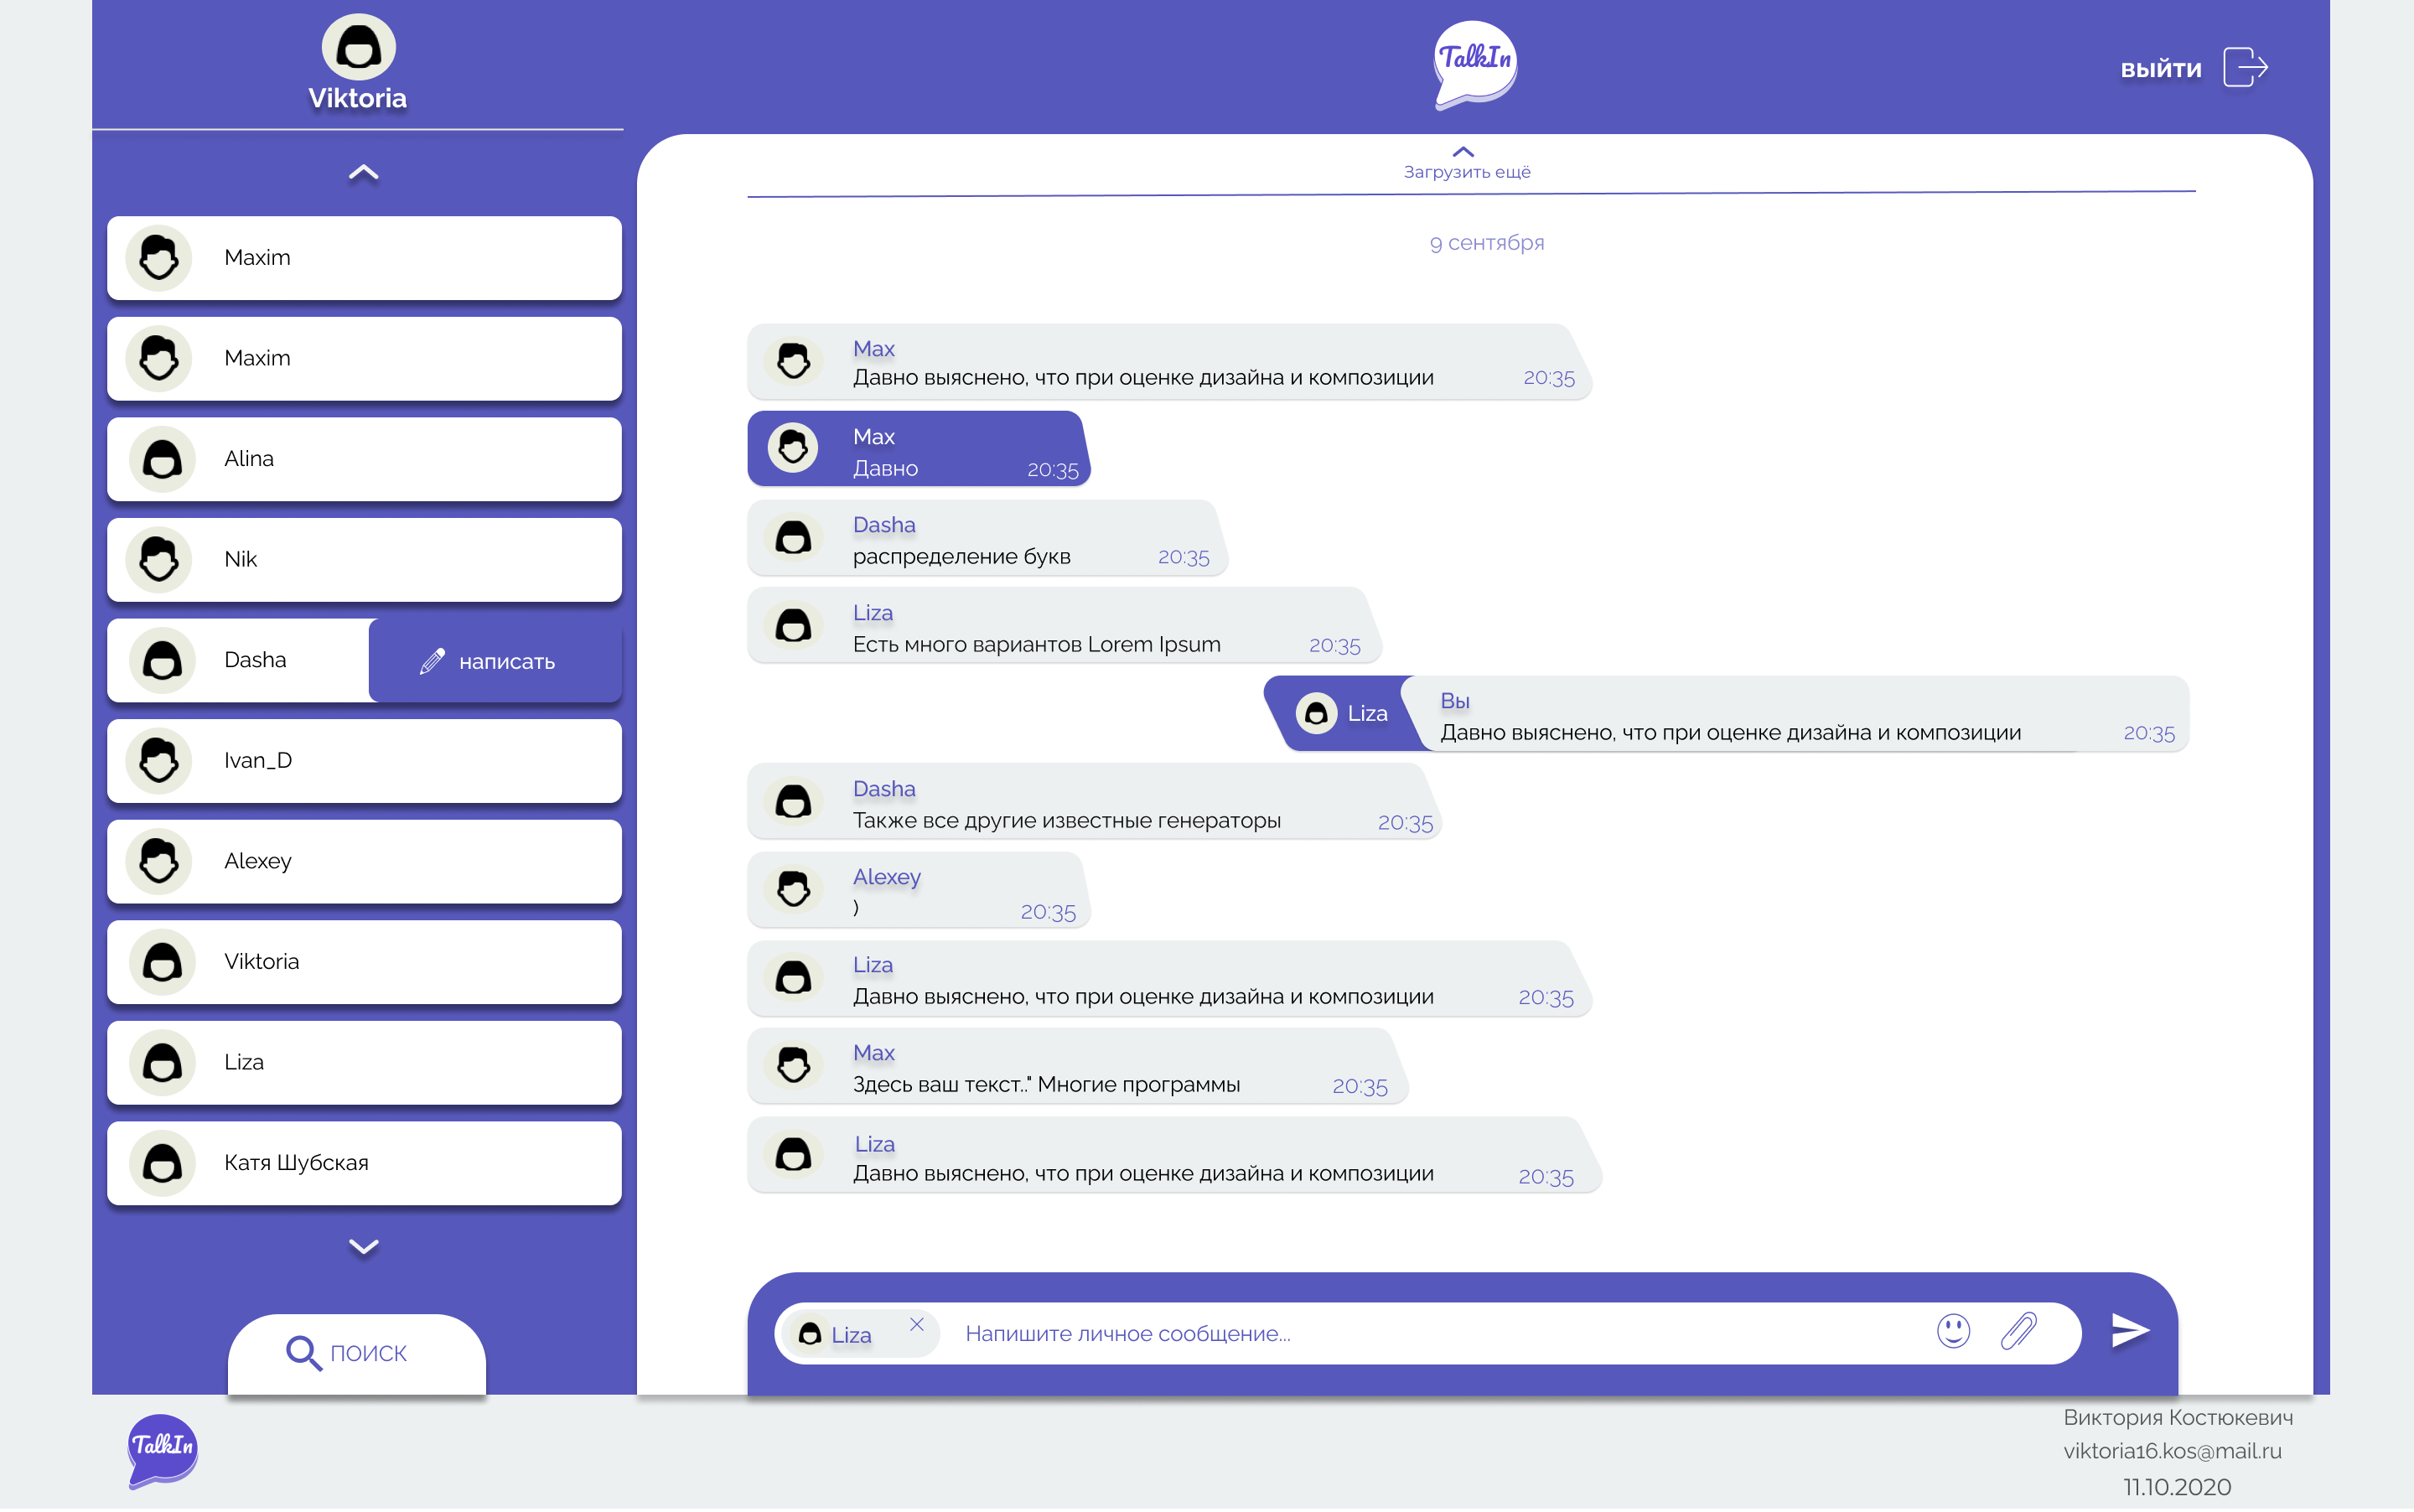 Viktoria
TalkIn
выйти
Maxim
Maxim
Alina
Nik
Dasha
написать
Ivan_D
Alexey
Viktoria
Liza
Катя Шубская
ПОИСК
Загрузить ещё
9 сентября
Max
Давно выяснено, что при оценке дизайна и композиции 20:35
Max
Давно 20:35
Dasha
распределение букв 20:35
Liza
Есть много вариантов Lorem Ipsum 20:35
Liza
Вы
Давно выяснено, что при оценке дизайна и композиции 20:35
Dasha
Также все другие известные генераторы 20:35
Alexey
) 20:35
Liza
Давно выяснено, что при оценке дизайна и композиции 20:35
Max
Здесь ваш текст.." Многие программы 20:35
Liza
Давно выяснено, что при оценке дизайна и композиции 20:35
Liza
Напишите личное сообщение...
TalkIn
Виктория Костюкевич
viktoria16.kos@mail.ru
11.10.2020